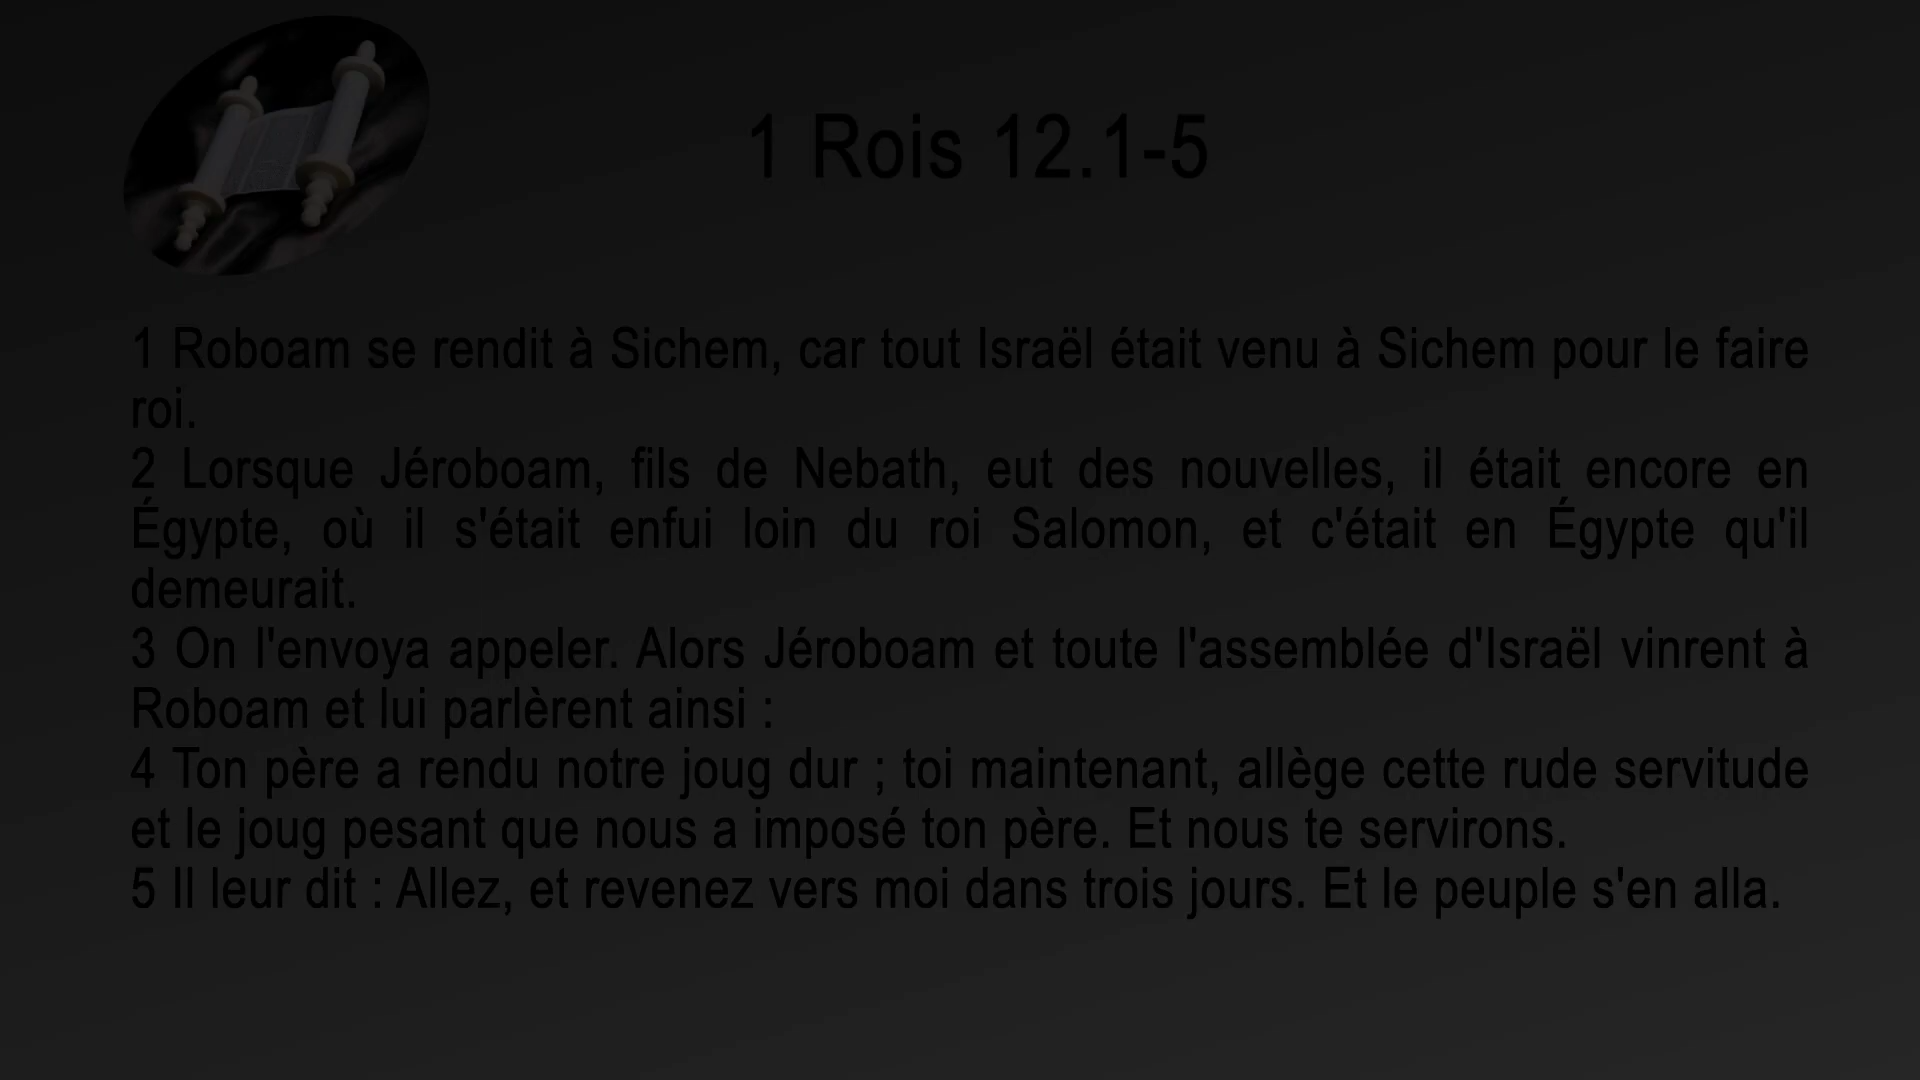 1 Rois 12.1-5
1 Roboam se rendit à Sichem, car tout Israël était venu à Sichem pour le faire
roi.
2 Lorsque Jéroboam, fils de Nebath, eut des nouvelles, il était encore en
Égypte, où il s'était enfui loin du roi Salomon, et c'était en Égypte qu'il
demeurait.
3 On l'envoya appeler. Alors Jéroboam et toute l'assemblée d'Israël vinrent à
Roboam et lui parlèrent ainsi :
4 Ton père a rendu notre joug dur ; toi maintenant, allège cette rude servitude
et le joug pesant que nous a imposé ton père. Et nous te servirons.
5 Il leur dit : Allez, et revenez vers moi dans trois jours. Et le peuple s'en alla.